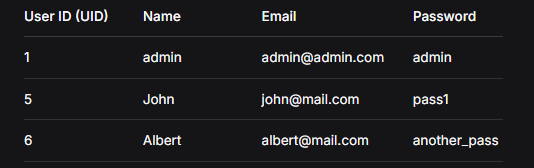 User ID (UID) Name Email Password
1 admin admin@admin.com admin
5 John john@mail.com pass1
6 Albert albert@mail.com another_pass